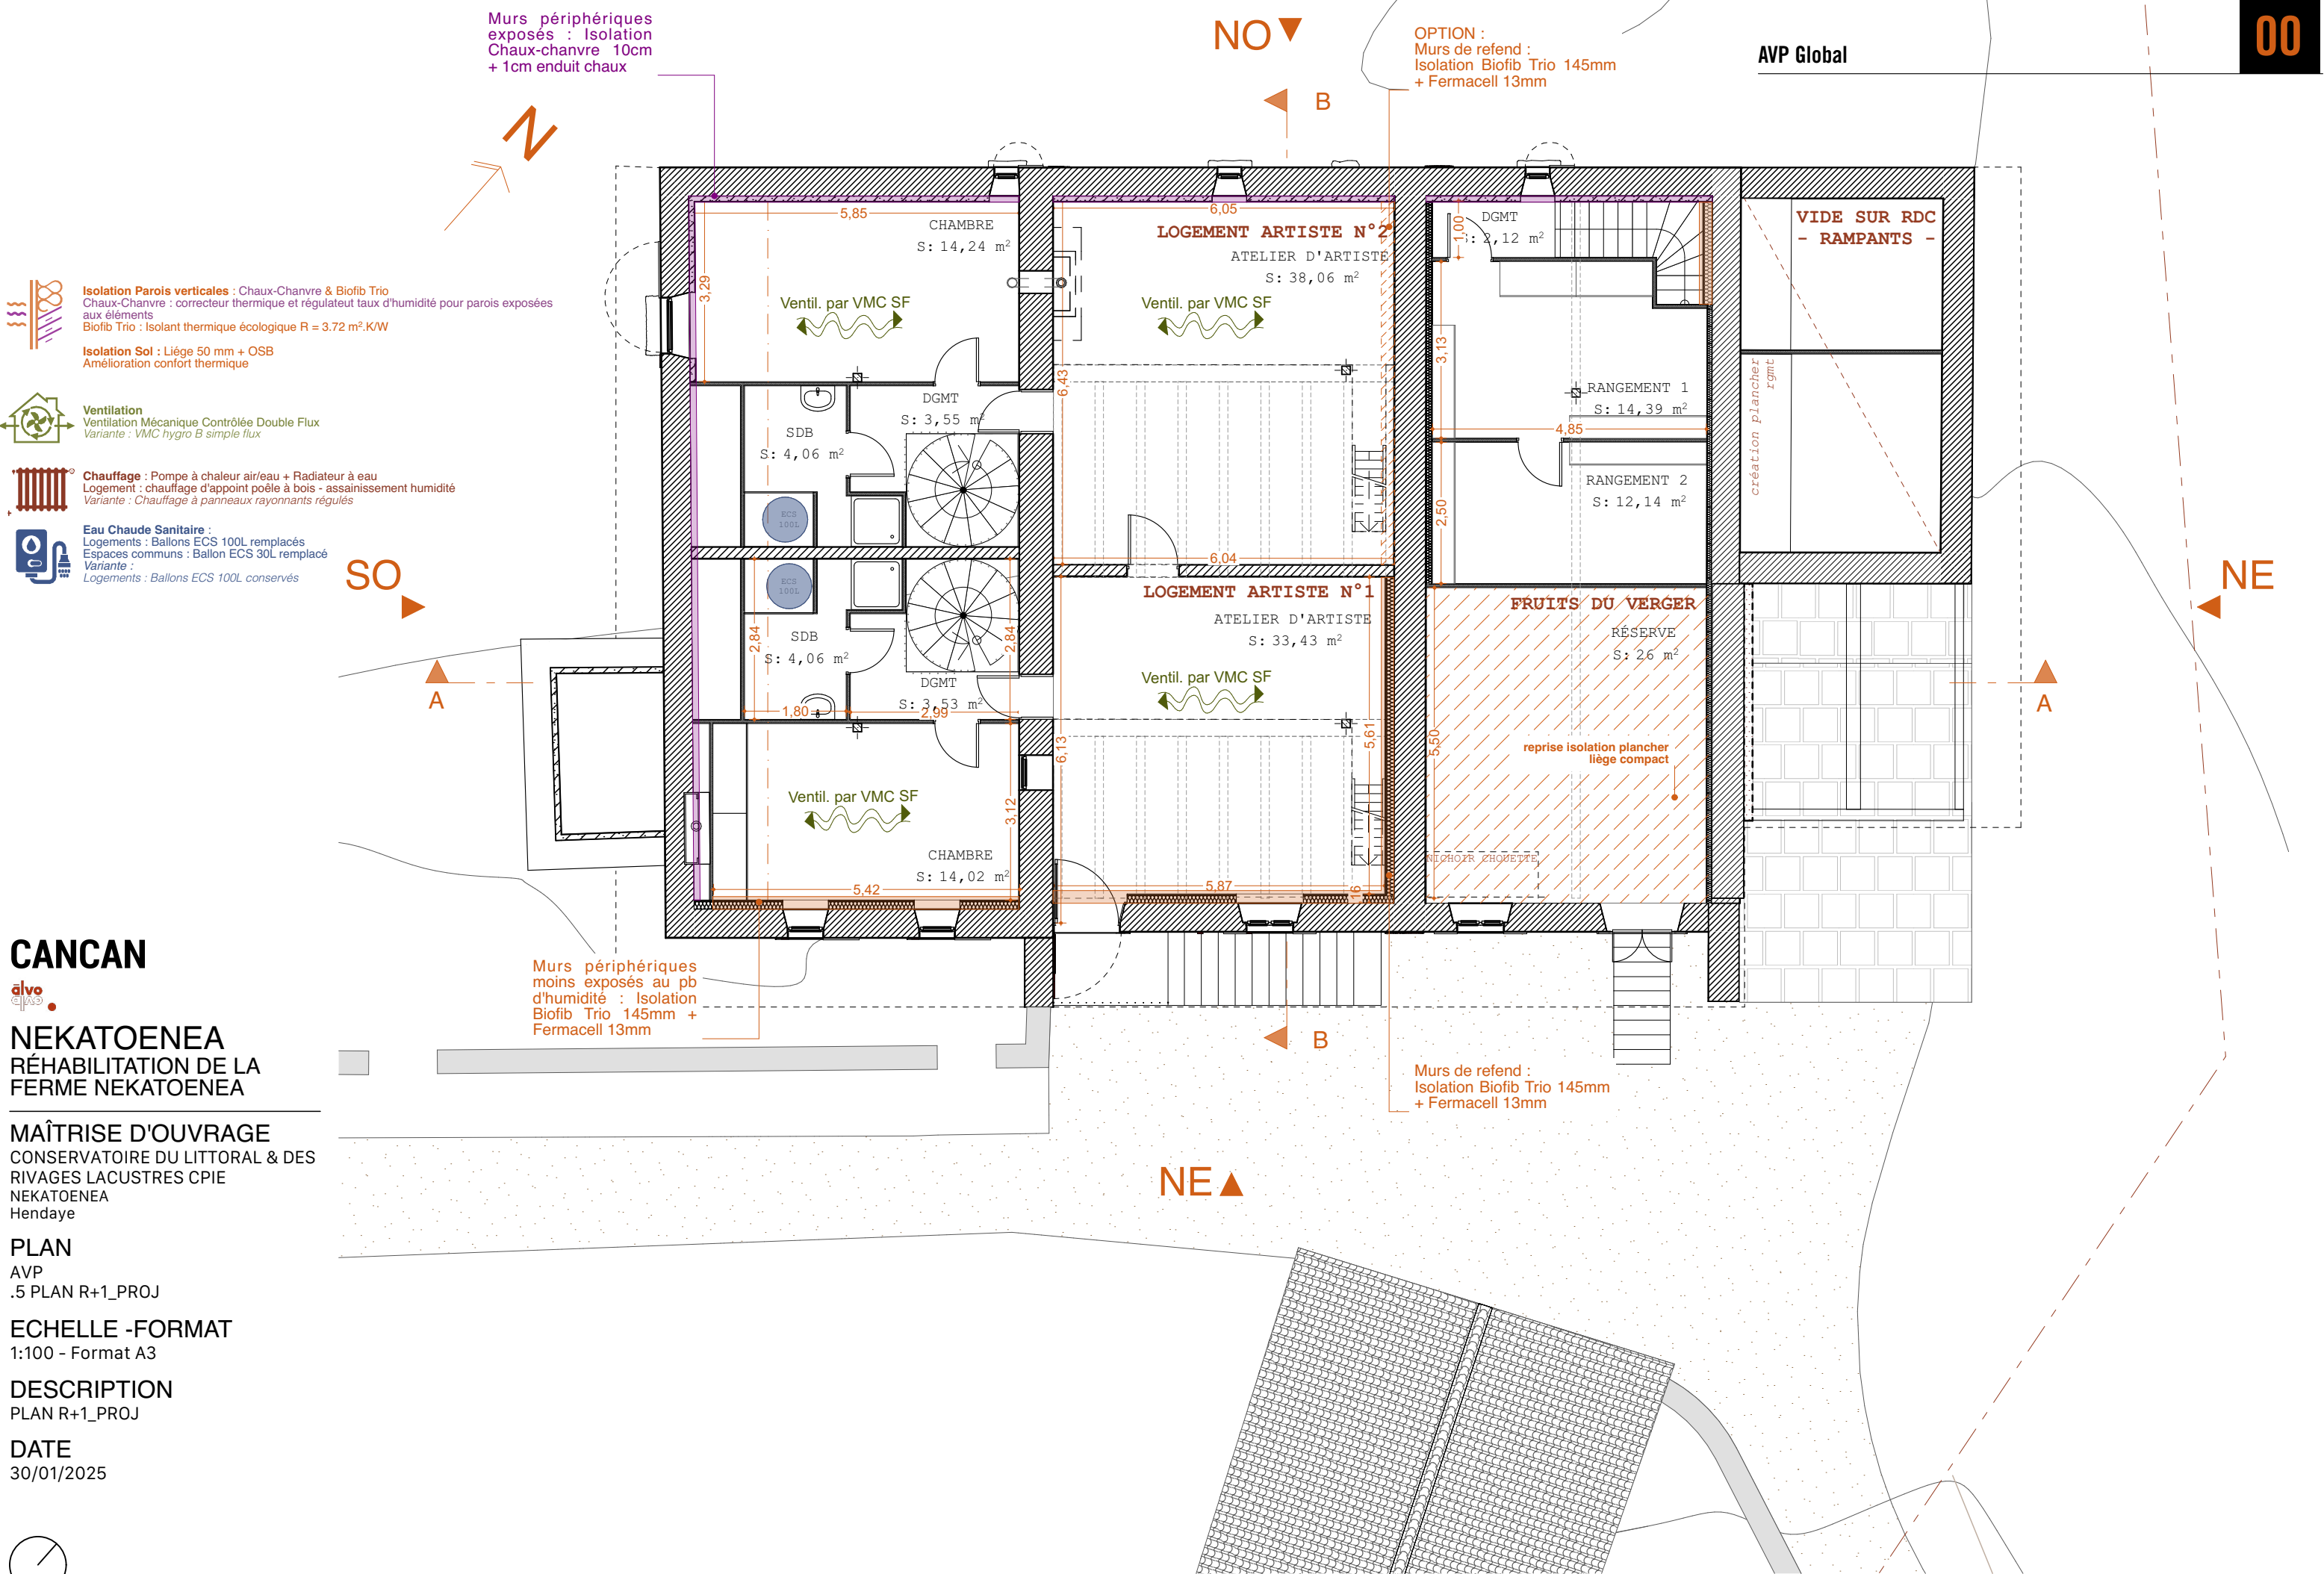 Murs périphériques
exposés : Isolation
Chaux-chanvre 10cm
+ 1cm enduit chaux
NO
OPTION :
Murs de refend :
Isolation Biofib Trio 145mm
+ Fermacell 13mm
AVP Global
00
B
N
Isolation Parois verticales : Chaux-Chanvre & Biofib Trio
Chaux-Chanvre : correcteur thermique et régulateut taux d'humidité pour parois exposées
aux éléments
Biofib Trio : Isolant thermique écologique R = 3.72 m².K/W
Isolation Sol : Liége 50 mm + OSB
Amélioration confort thermique
Ventilation
Ventilation Mécanique Contrôlée Double Flux
Variante : VMC hygro B simple flux
Chauffage : Pompe à chaleur air/eau + Radiateur à eau
Logement : chauffage d'appoint poêle à bois - assainissement humidité
Variante : Chauffage à panneaux rayonnants régulés
Eau Chaude Sanitaire :
Logements : Ballons ECS 100L remplacés
Espaces communs : Ballon ECS 30L remplacé
Variante :
Logements : Ballons ECS 100L conservés
SO
A
5,85
CHAMBRE
S: 14,24 m²
3,29
Ventil. par VMC SF
DGMT
S: 3,55 m²
SDB
S: 4,06 m²
ECS
100L
ECS
100L
2,84
SDB
S: 4,06 m²
2,84
DGMT
S: 3,53 m²
1,80
2,99
Ventil. par VMC SF
3,12
CHAMBRE
S: 14,02 m²
5,42
6,05
LOGEMENT ARTISTE N°2
ATELIER D'ARTISTE
S: 38,06 m²
Ventil. par VMC SF
6,43
6,04
LOGEMENT ARTISTE N°1
ATELIER D'ARTISTE
S: 33,43 m²
Ventil. par VMC SF
6,13
5,61
5,87
16
1,00
DGMT
S: 2,12 m²
3,13
RANGEMENT 1
S: 14,39 m²
4,85
RANGEMENT 2
S: 12,14 m²
2,50
FRUITS DU VERGER
RÉSERVE
S: 26 m²
5,50
reprise isolation plancher
liège compact
NICHOIR CHOUETTE
VIDE SUR RDC
- RAMPANTS -
création plancher
rgmt
NE
A
Murs périphériques
moins exposés au pb
d'humidité : Isolation
Biofib Trio 145mm +
Fermacell 13mm
B
Murs de refend :
Isolation Biofib Trio 145mm
+ Fermacell 13mm
NE
CANCAN
alvo
NEKATOENEA
RÉHABILITATION DE LA
FERME NEKATOENEA
MAÎTRISE D'OUVRAGE
CONSERVATOIRE DU LITTORAL & DES
RIVAGES LACUSTRES CPIE
NEKATOENEA
Hendaye
PLAN
AVP
.5 PLAN R+1_PROJ
ECHELLE -FORMAT
1:100 - Format A3
DESCRIPTION
PLAN R+1_PROJ
DATE
30/01/2025